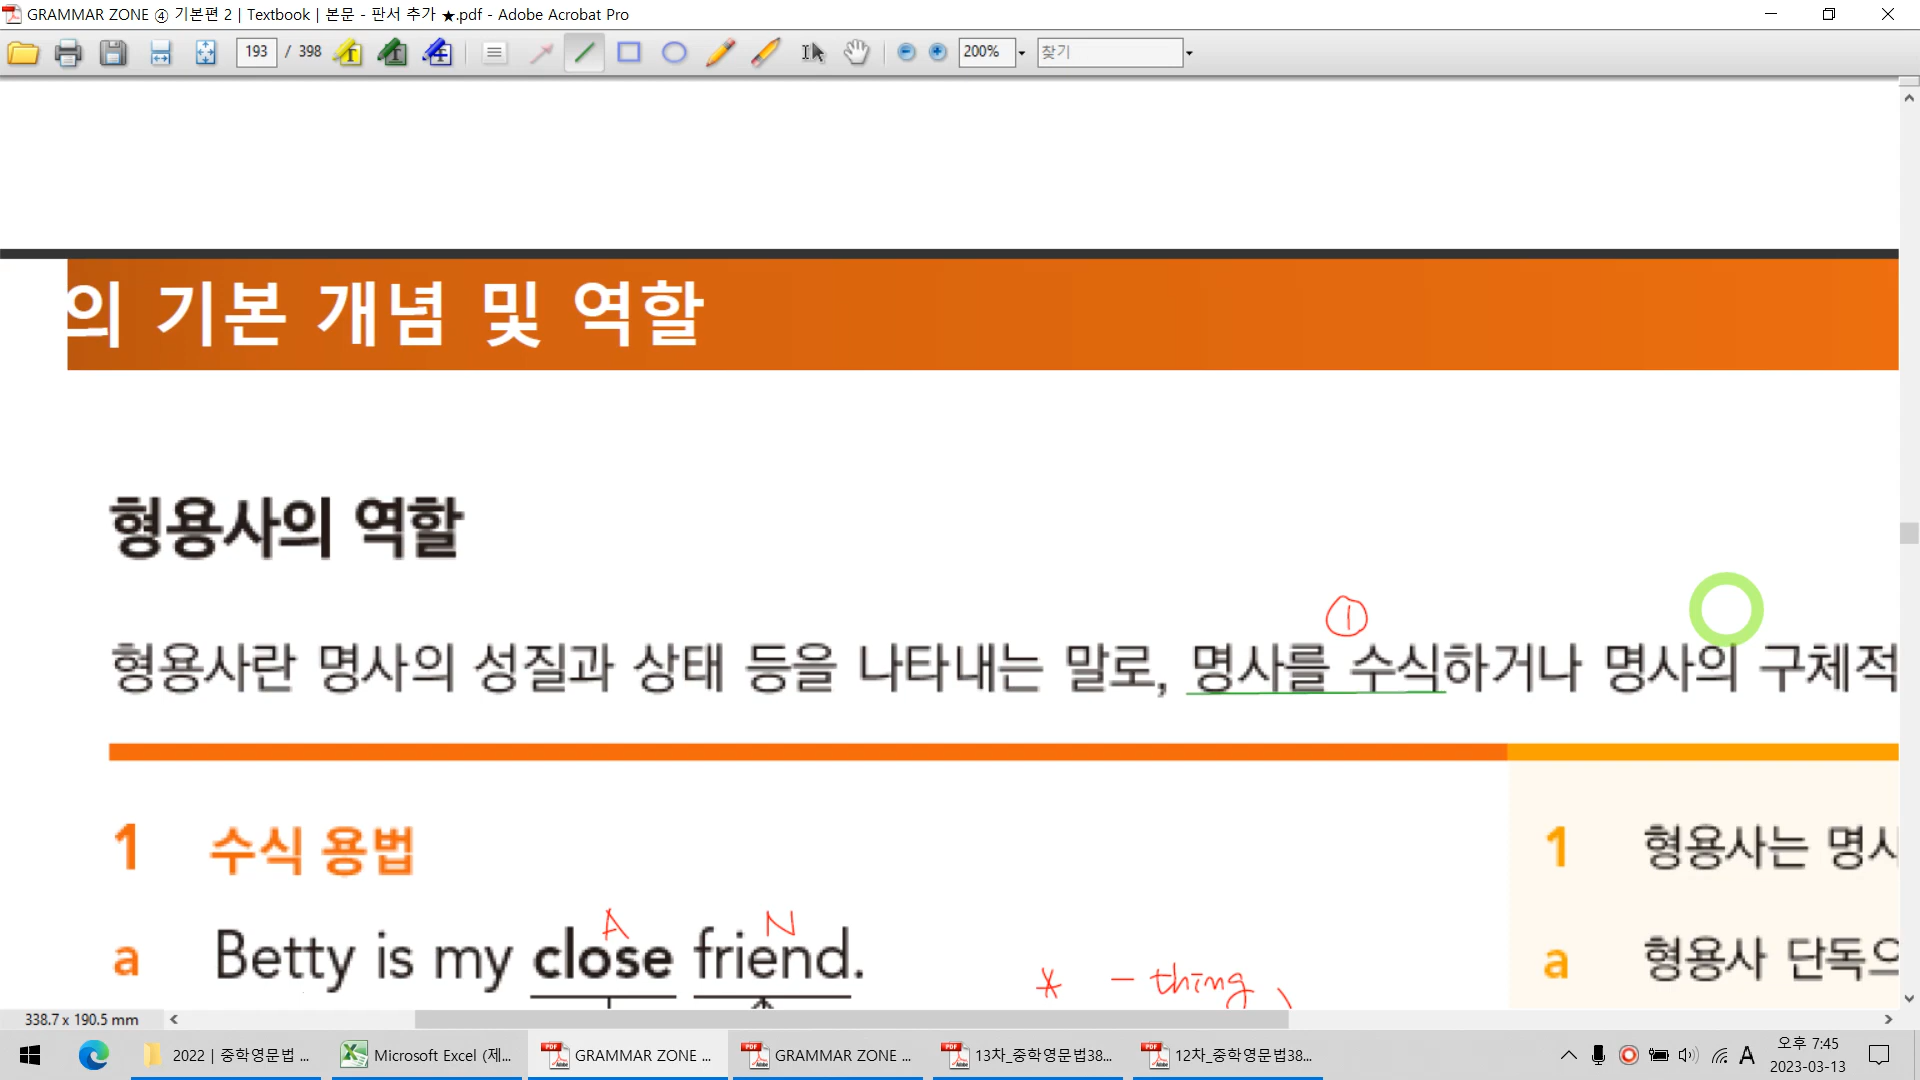 GRAMMAR ZONE ④ 기본편 2 | Textbook | 본문 - 판서 추가 ★.pdf - Adobe Acrobat Pro
193 / 398 200% 찾기
의 기본 개념 및 역할
형용사의 역할
①
형용사란 명사의 성질과 상태 등을 나타내는 말로, 명사를 수식하거나 명사의 구체적
1 수식 용법
1 형용사는 명사
A N
a Betty is my close friend.
a 형용사 단독으
* - thing
338.7 x 190.5 mm
2022 | 중학영문법 ...
Microsoft Excel (제...
GRAMMAR ZONE ...
GRAMMAR ZONE ...
13차_중학영문법38...
12차_중학영문법38...
A
오후 7:45
2023-03-13